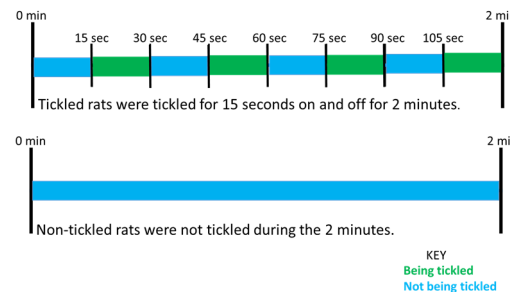 0 min 2 mi
15 sec 30 sec 45 sec 60 sec 75 sec 90 sec 105 sec
Tickled rats were tickled for 15 seconds on and off for 2 minutes.
0 min 2 mi
Non-tickled rats were not tickled during the 2 minutes.
KEY
Being tickled
Not being tickled